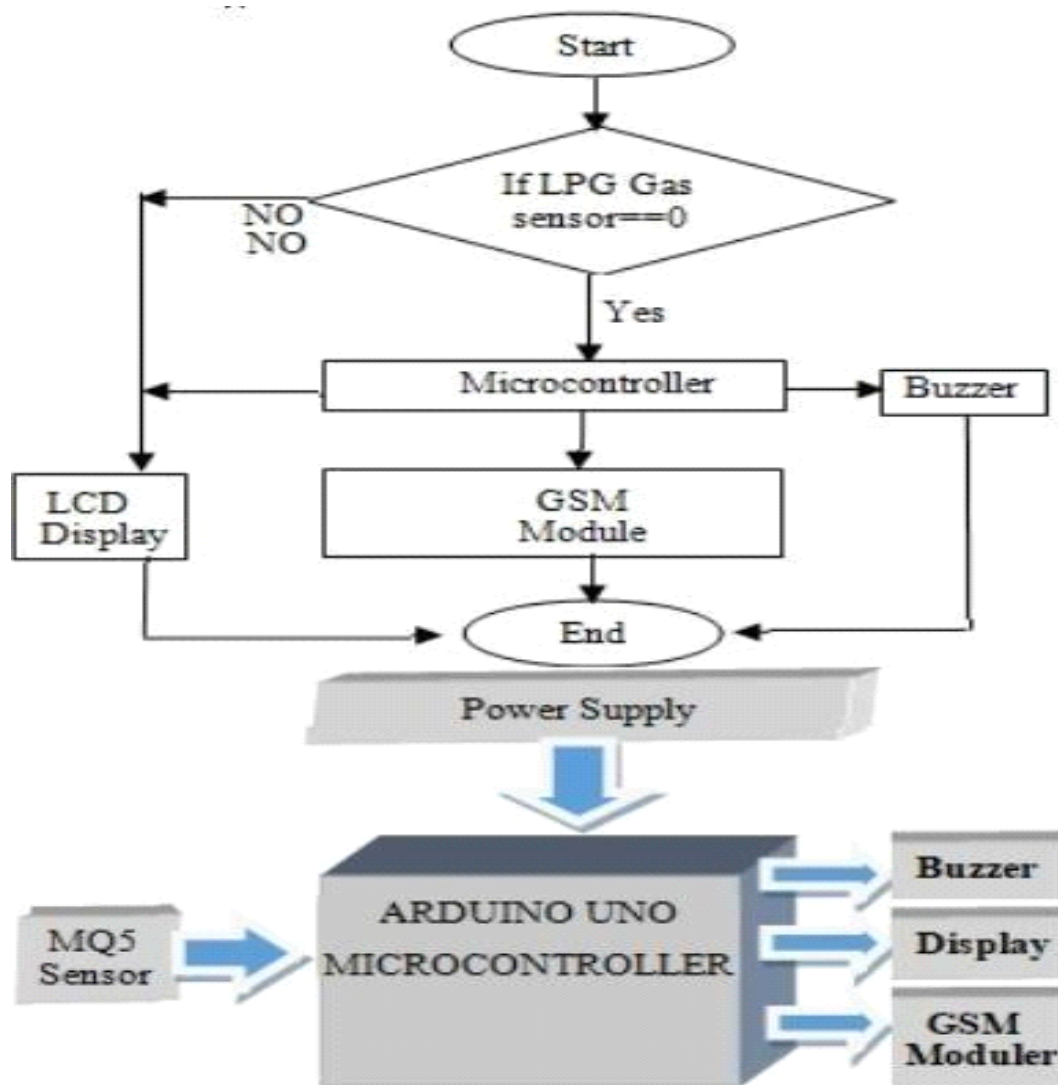 Start
If LPG Gas
sensor==0
NO
NO
Yes
Microcontroller
Buzzer
LCD
Display
GSM
Module
End
Power Supply
MQ5
Sensor
ARDUINO UNO
MICROCONTROLLER
Buzzer
Display
GSM
Moduler